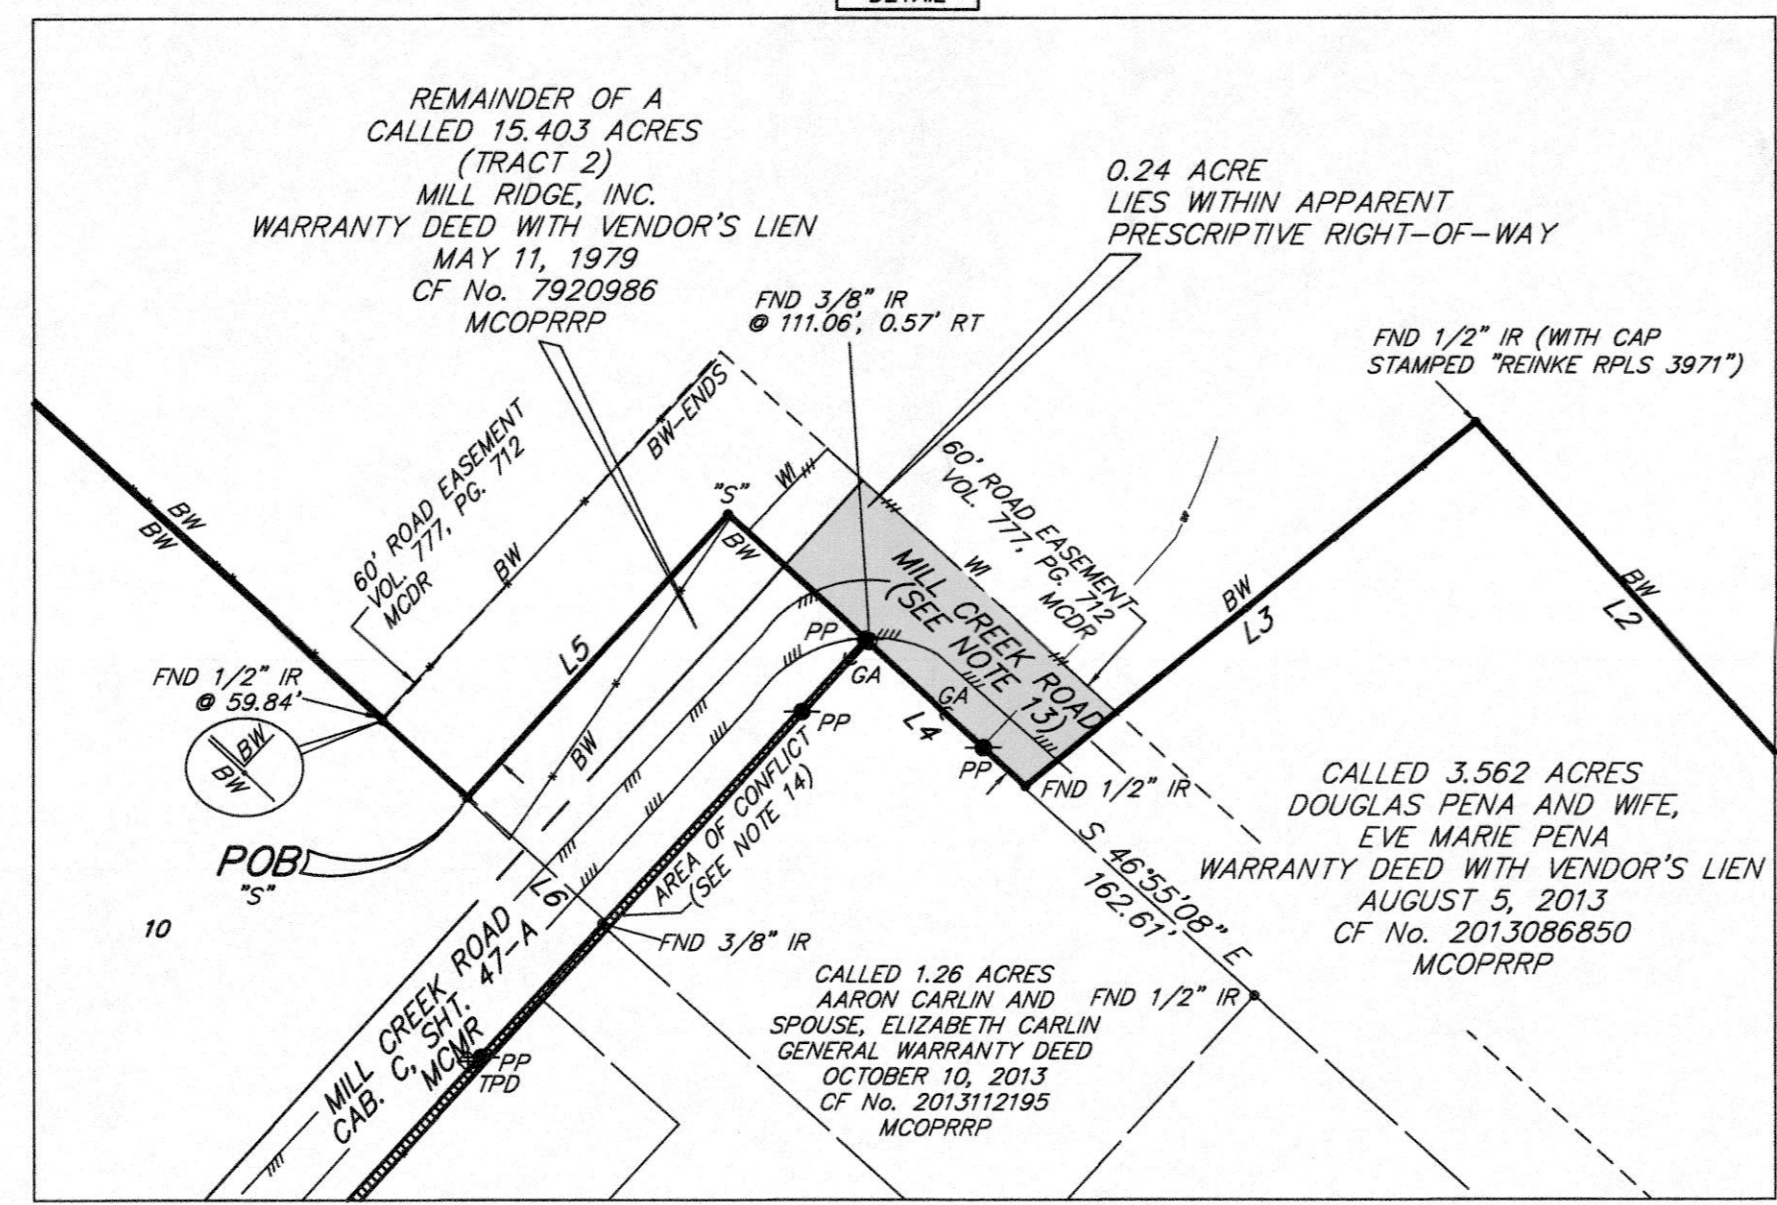 DETAIL
REMAINDER OF A
CALLED 15.403 ACRES
(TRACT 2)
MILL RIDGE, INC.
WARRANTY DEED WITH VENDOR'S LIEN
MAY 11, 1979
CF No. 7920986
MCOPRRP
0.24 ACRE
LIES WITHIN APPARENT
PRESCRIPTIVE RIGHT-OF-WAY
FND 3/8" IR
@ 111.06', 0.57' RT
FND 1/2" IR (WITH CAP
STAMPED "REINKE RPLS 3971")
60' ROAD EASEMENT
VOL. 777, PG. 712
MCDR
BW-ENDS
BW
BW
BW
"S"
BW
WI
60' ROAD EASEMENT
VOL. 777, PG. 712
MCDR
WI
MILL CREEK ROAD
(SEE NOTE 13)
BW
L3
BW
L2
L5
PP
GA
GA
L4
PP
PP
FND 1/2" IR
@ 59.84'
BW
BW
BW
POB
"S"
10
FND 1/2" IR
S 46°55'08" E
162.61'
CALLED 3.562 ACRES
DOUGLAS PENA AND WIFE,
EVE MARIE PENA
WARRANTY DEED WITH VENDOR'S LIEN
AUGUST 5, 2013
CF No. 2013086850
MCOPRRP
AREA OF CONFLICT
(SEE NOTE 14)
L6
FND 3/8" IR
MILL CREEK ROAD
CAB. C, SHT. 47-A
MCMR
PP
TPD
CALLED 1.26 ACRES
AARON CARLIN AND
SPOUSE, ELIZABETH CARLIN
GENERAL WARRANTY DEED
OCTOBER 10, 2013
CF No. 2013112195
MCOPRRP
FND 1/2" IR